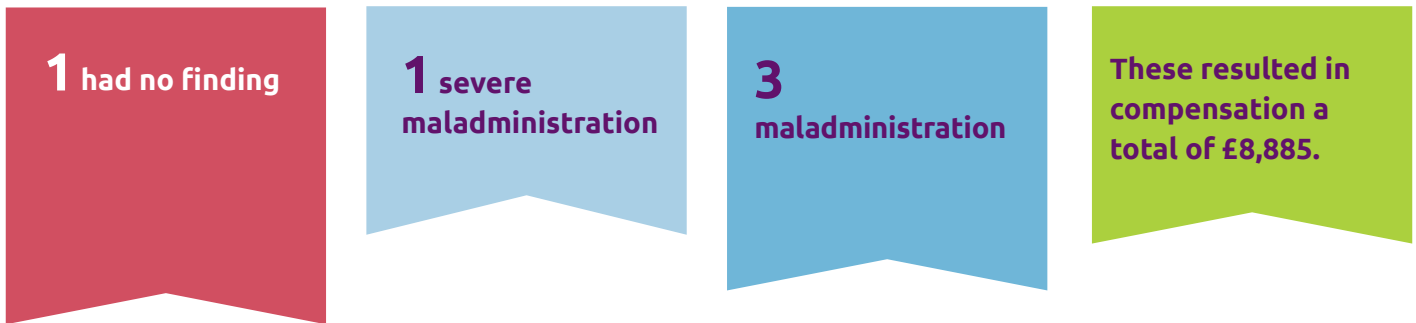 1 had no finding
1 severe
maladministration
3
maladministration
These resulted in
compensation a
total of £8,885.